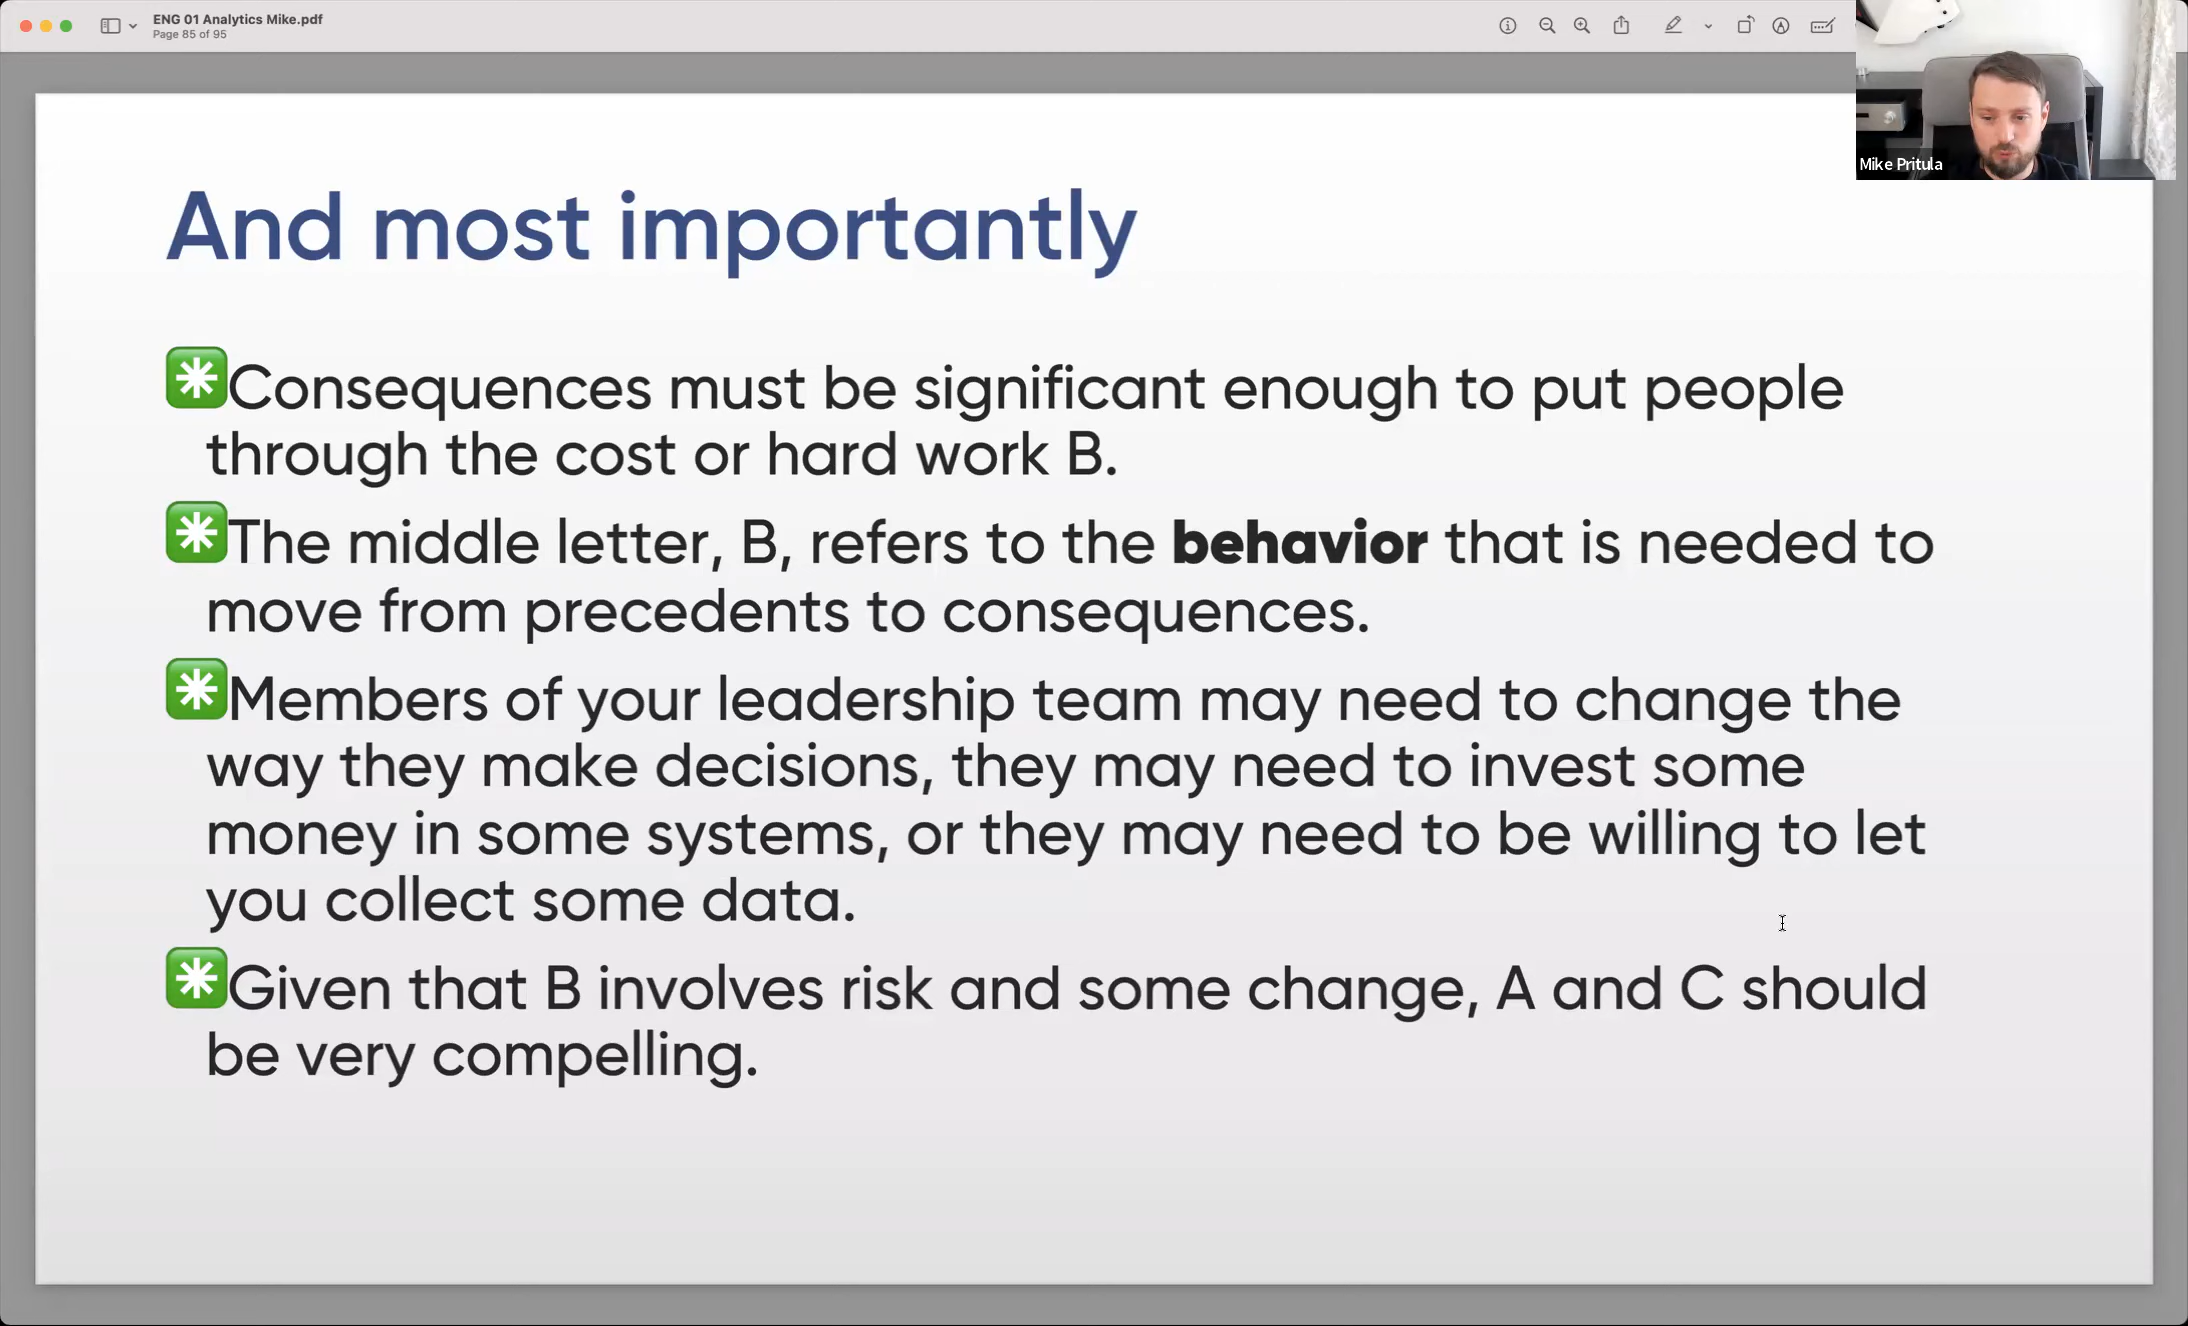 ENG 01 Analytics Mike.pdf
Page 85 of 95
Mike Pritula
And most importantly
Consequences must be significant enough to put people
through the cost or hard work B.
The middle letter, B, refers to the behavior that is needed to
move from precedents to consequences.
Members of your leadership team may need to change the
way they make decisions, they may need to invest some
money in some systems, or they may need to be willing to let
you collect some data.
Given that B involves risk and some change, A and C should
be very compelling.